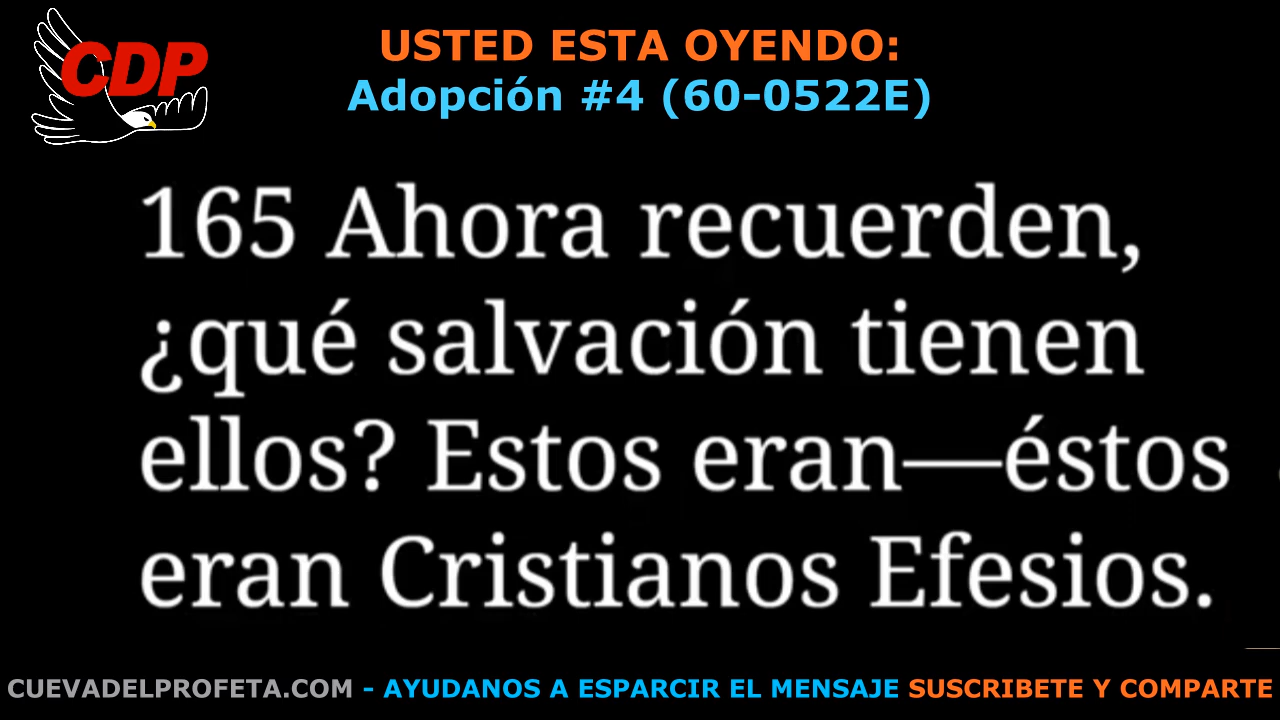 CDP
USTED ESTA OYENDO:
Adopción #4 (60-0522E)
165 Ahora recuerden,
¿qué salvación tienen
ellos? Estos eran—éstos
eran Cristianos Efesios.
CUEVADELPROFETA.COM - AYUDANOS A ESPARCIR EL MENSAJE SUSCRIBETE Y COMPARTE